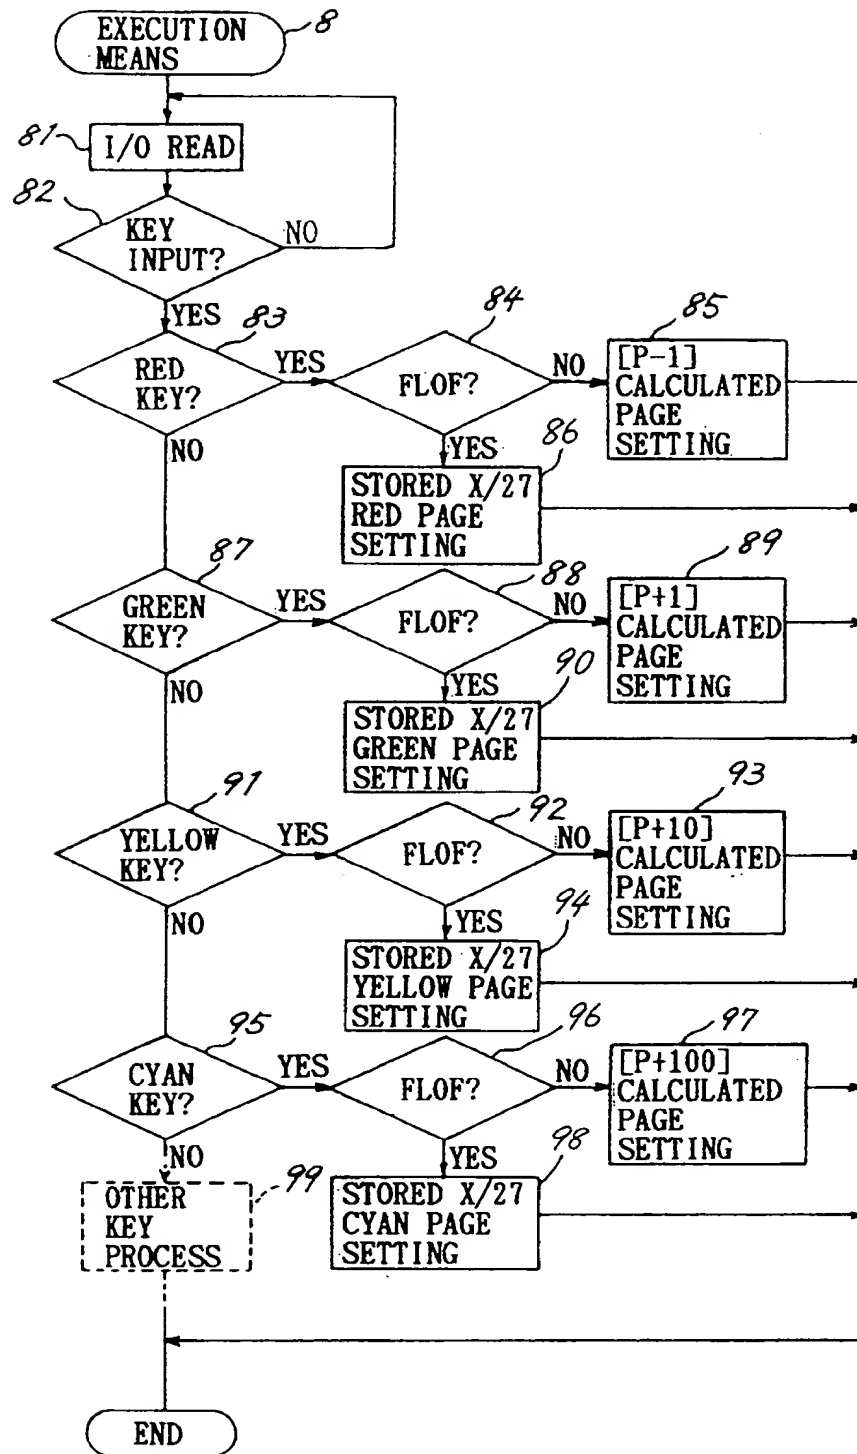 EXECUTION
MEANS
8
81
I/O READ
82
KEY
INPUT?
NO
YES
83
RED
KEY?
YES
84
FLOF?
NO
85
[P-1]
CALCULATED
PAGE
SETTING
YES
86
STORED X/27
RED PAGE
SETTING
NO
87
GREEN
KEY?
YES
88
FLOF?
NO
89
[P+1]
CALCULATED
PAGE
SETTING
YES
90
STORED X/27
GREEN PAGE
SETTING
NO
91
YELLOW
KEY?
YES
92
FLOF?
NO
93
[P+10]
CALCULATED
PAGE
SETTING
YES
94
STORED X/27
YELLOW PAGE
SETTING
NO
95
CYAN
KEY?
YES
96
FLOF?
NO
97
[P+100]
CALCULATED
PAGE
SETTING
YES
98
STORED X/27
CYAN PAGE
SETTING
NO
99
OTHER
KEY
PROCESS
END